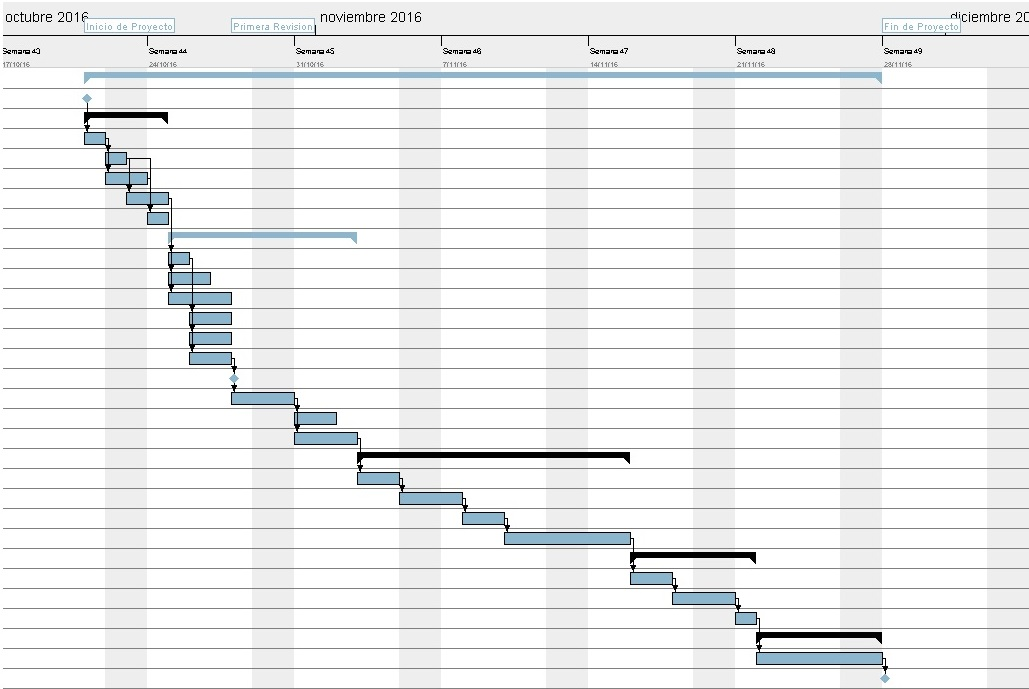 octubre 2016
noviembre 2016
diciembre 20
Inicio de Proyecto
Primera Revision
Fin de Proyecto
Semana 43
Semana 44
Semana 45
Semana 46
Semana 47
Semana 48
Semana 49
17/10/16
24/10/16
31/10/16
7/11/16
14/11/16
21/11/16
28/11/16